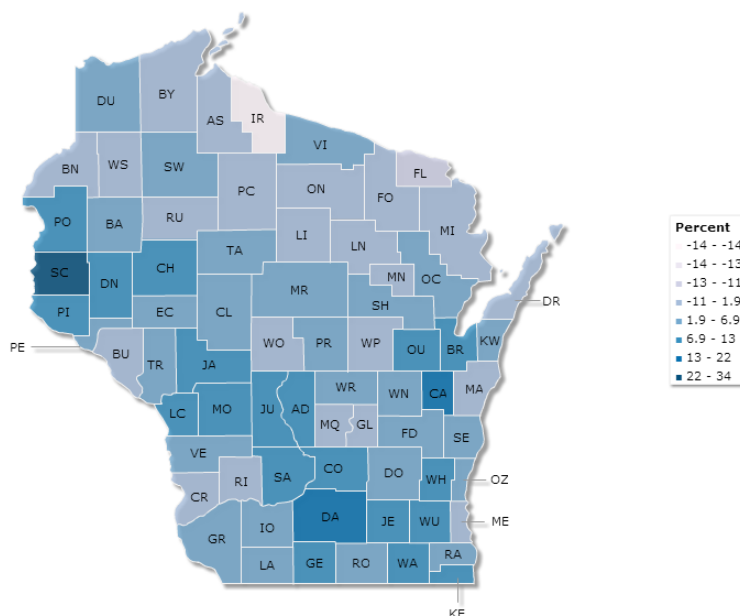 DU
BY
AS
IR
VI
BN
WS
SW
FL
PC
ON
FO
PO
BA
RU
MI
LI
LN
TA
SC
DN
CH
MN
OC
MR
PI
EC
CL
SH
DR
PE
BU
TR
JA
WO
PR
WP
OU
BR
KW
LC
MO
JU
AD
WR
WN
CA
MA
MQ
GL
FD
SE
VE
SA
CO
DO
WH
OZ
CR
RI
GR
IO
DA
JE
WU
ME
LA
GE
RO
WA
RA
KE
Percent
-14 - -14
-14 - -13
-13 - -11
-11 - 1.9
1.9 - 6.9
6.9 - 13
13 - 22
22 - 34